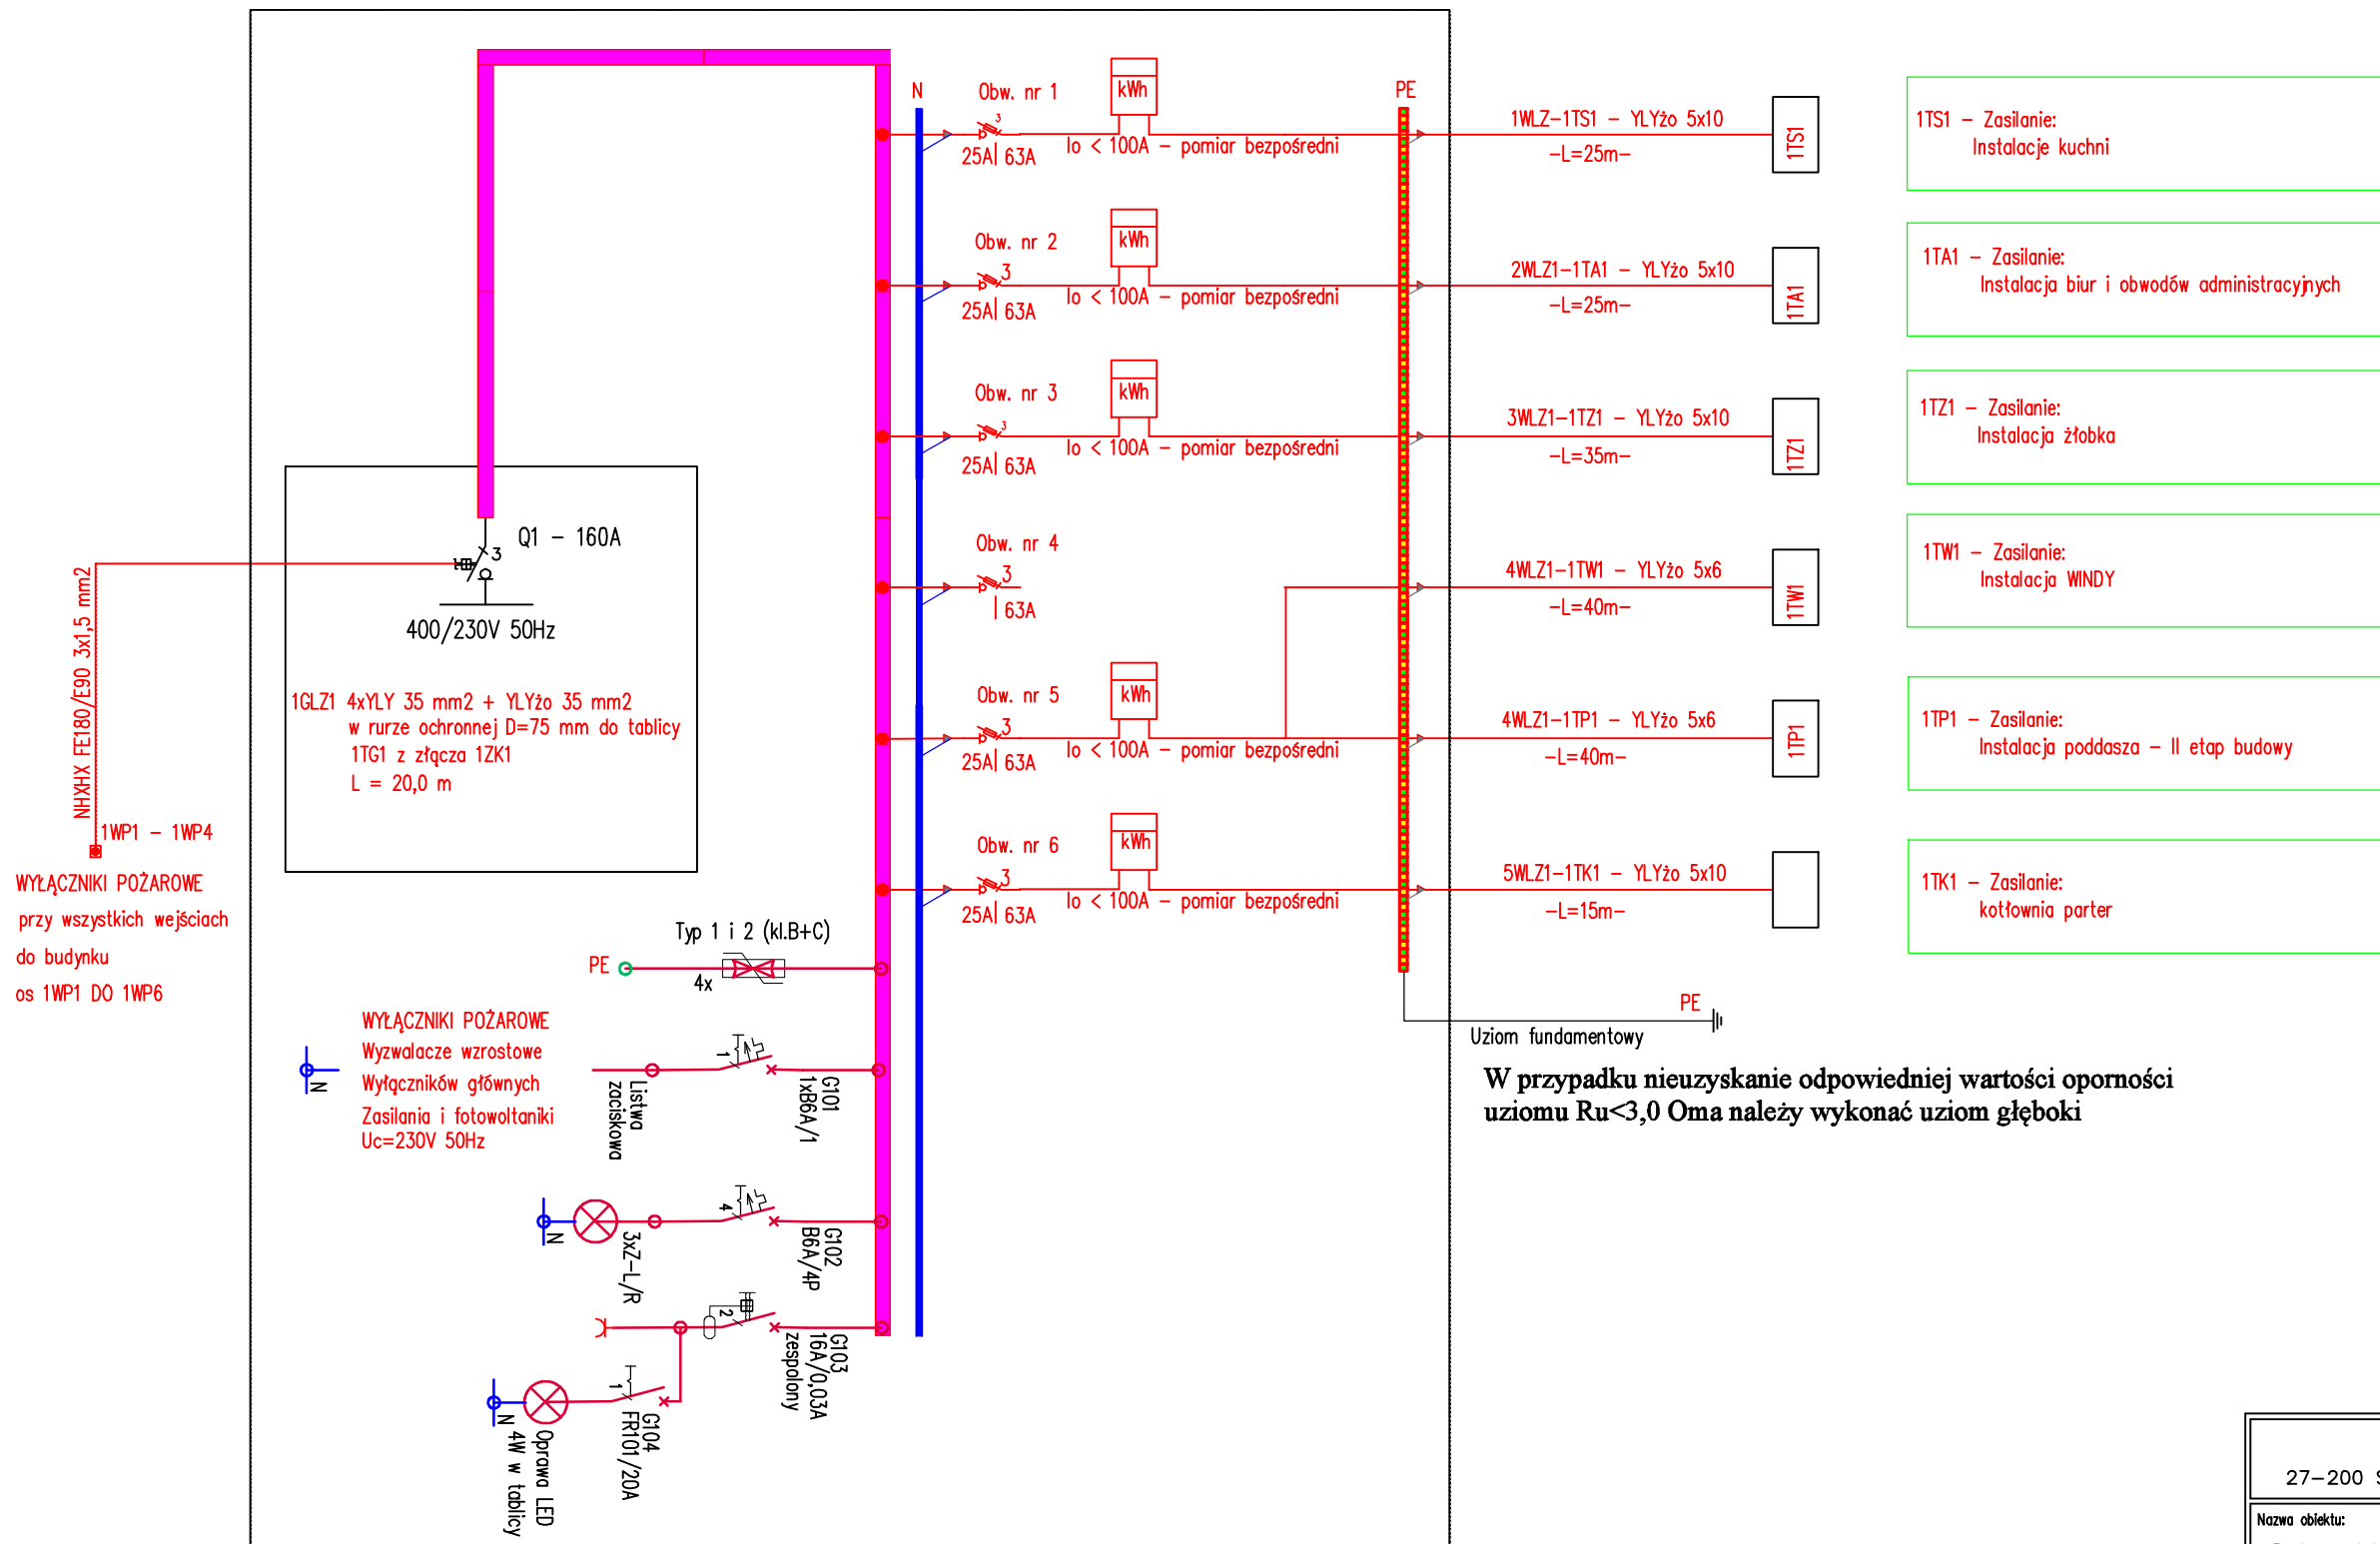 N
PE
Obw. nr 1
kWh
3
25A| 63A
Io < 100A – pomiar bezpośredni
1WLZ–1TS1 – YLYżo 5x10
–L=25m–
1TS1
1TS1 – Zasilanie:
Instalacje kuchni
Obw. nr 2
kWh
3
25A| 63A
Io < 100A – pomiar bezpośredni
2WLZ1–1TA1 – YLYżo 5x10
–L=25m–
1TA1
1TA1 – Zasilanie:
Instalacja biur i obwodów administracyjnych
Obw. nr 3
kWh
3
25A| 63A
Io < 100A – pomiar bezpośredni
3WLZ1–1TZ1 – YLYżo 5x10
–L=35m–
1TZ1
1TZ1 – Zasilanie:
Instalacja żłobka
Obw. nr 4
3
| 63A
4WLZ1–1TW1 – YLYżo 5x6
–L=40m–
1TW1
1TW1 – Zasilanie:
Instalacja WINDY
Obw. nr 5
kWh
3
25A| 63A
Io < 100A – pomiar bezpośredni
4WLZ1–1TP1 – YLYżo 5x6
–L=40m–
1TP1
1TP1 – Zasilanie:
Instalacja poddasza – II etap budowy
Obw. nr 6
kWh
3
25A| 63A
Io < 100A – pomiar bezpośredni
5WLZ1–1TK1 – YLYżo 5x10
–L=15m–
1TK1 – Zasilanie:
kotłownia parter
Q1 – 160A
3
400/230V 50Hz
1GLZ1 4xYLY 35 mm2 + YLYżo 35 mm2
w rurze ochronnej D=75 mm do tablicy
1TG1 z złącza 1ZK1
L = 20,0 m
NHXHX FE180/E90 3x1,5 mm2
1WP1 – 1WP4
WYŁĄCZNIKI POŻAROWE
przy wszystkich wejściach
do budynku
os 1WP1 DO 1WP6
Typ 1 i 2 (kl.B+C)
PE
4x
WYŁĄCZNIKI POŻAROWE
Wyzwalacze wzrostowe
Wyłączników głównych
Zasilania i fotowoltaniki
Uc=230V 50Hz
N
Listwa
zaciskowa
1
G101
1xB6A/1
N
3xZ–L/R
4
G102
B6A/4P
2
G103
16A/0,03A
zespolony
1
G104
FR101/20A
N
Oprawa LED
4W w tablicy
PE
Uziom fundamentowy
W przypadku nieuzyskanie odpowiedniej wartości oporności
uziomu Ru<3,0 Oma należy wykonać uziom głęboki
27–200 S
Nazwa obiektu: